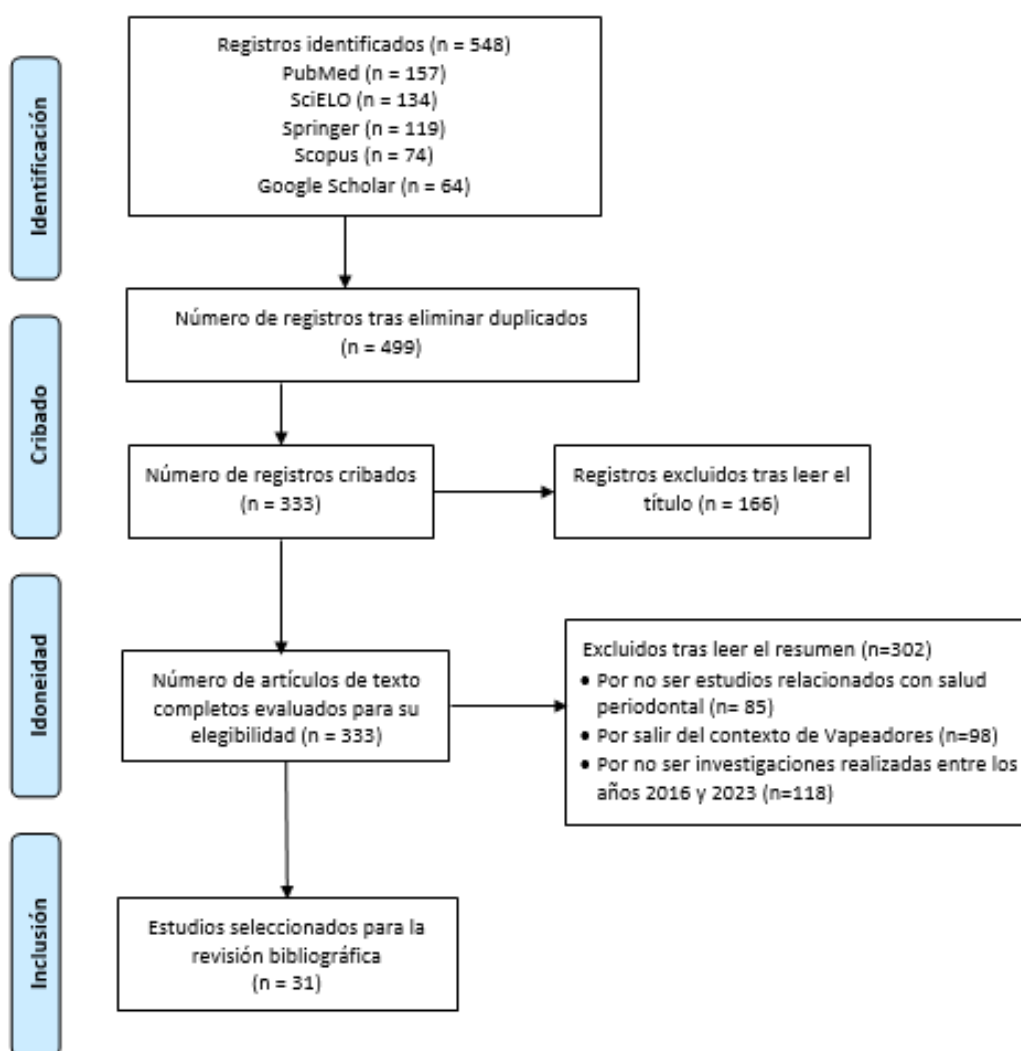 Identificación
Registros identificados (n = 548)
PubMed (n = 157)
SciELO (n = 134)
Springer (n = 119)
Scopus (n = 74)
Google Scholar (n = 64)
Cribado
Número de registros tras eliminar duplicados
(n = 499)
Número de registros cribados
(n = 333)
Registros excluidos tras leer el
título (n = 166)
Idoneidad
Número de artículos de texto
completos evaluados para su
elegibilidad (n = 333)
Excluidos tras leer el resumen (n=302)
• Por no ser estudios relacionados con salud
periodontal (n= 85)
• Por salir del contexto de Vapeadores (n=98)
• Por no ser investigaciones realizadas entre los
años 2016 y 2023 (n=118)
Inclusión
Estudios seleccionados para la
revisión bibliográfica
(n = 31)